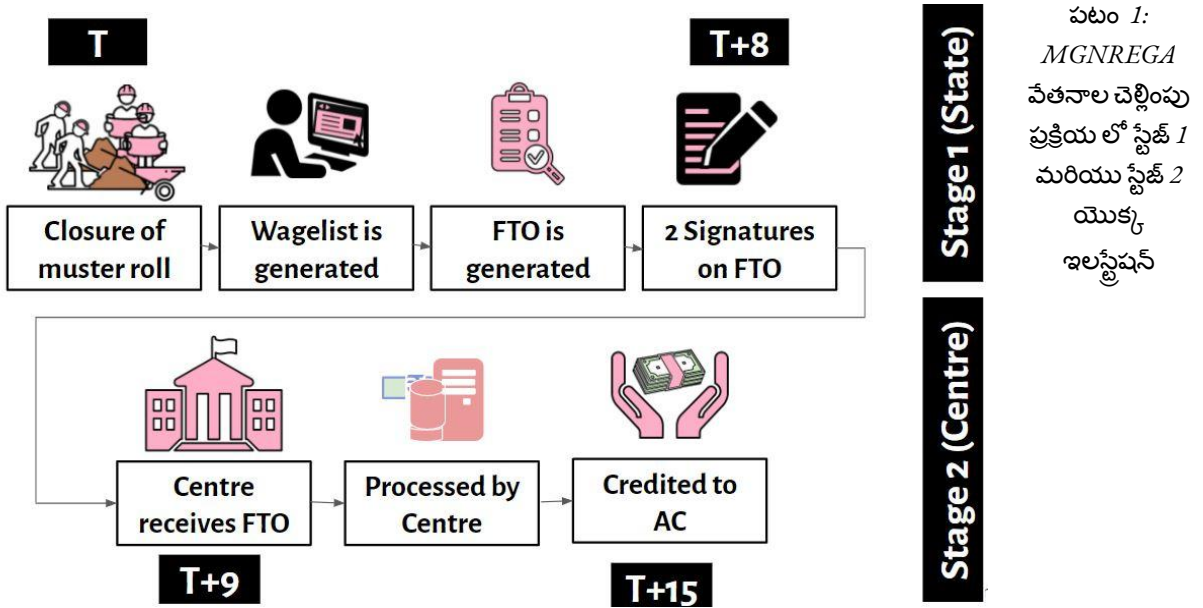 T
T+8
Closure of
muster roll
Wagelist is
generated
FTO is
generated
2 Signatures
on FTO
Stage 1 (State)
Centre
receives FTO
Processed by
Centre
Credited to
AC
T+9
T+15
Stage 2 (Centre)
పటం 1:
MGNREGA
వేతనాల చెల్లింపు
ప్రక్రియ లో స్టేజ్ 1
మరియు స్టేజ్ 2
యొక్క
ఇలస్ట్రేషన్